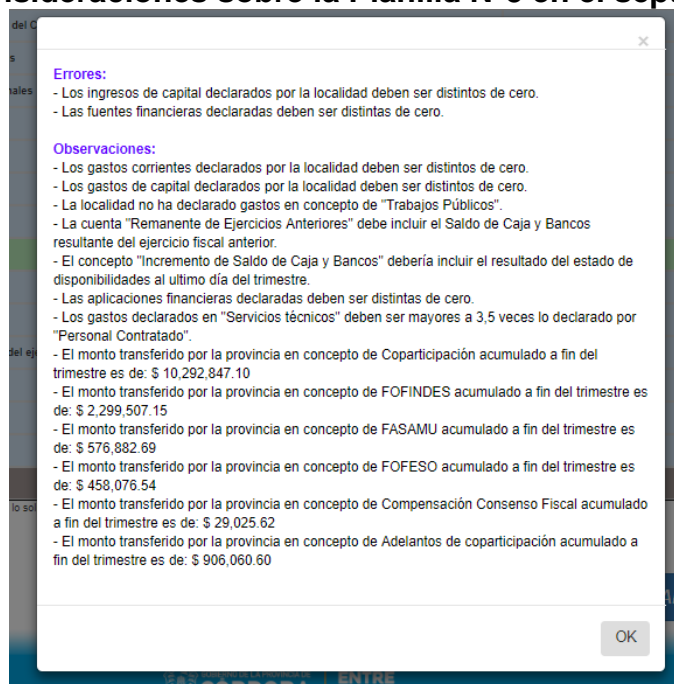 sideraciones sobre la Planilla N°
del C
×
s
Errores:
nales
- Los ingresos de capital declarados por la localidad deben ser distintos de cero.
- Las fuentes financieras declaradas deben ser distintas de cero.
Observaciones:
- Los gastos corrientes declarados por la localidad deben ser distintos de cero.
- Los gastos de capital declarados por la localidad deben ser distintos de cero.
- La localidad no ha declarado gastos en concepto de "Trabajos Públicos".
- La cuenta "Remanente de Ejercicios Anteriores" debe incluir el Saldo de Caja y Bancos
resultante del ejercicio fiscal anterior.
- El concepto "Incremento de Saldo de Caja y Bancos" debería incluir el resultado del estado de
disponibilidades al ultimo día del trimestre.
- Las aplicaciones financieras declaradas deben ser distintas de cero.
- Los gastos declarados en "Servicios técnicos" deben ser mayores a 3,5 veces lo declarado por
"Personal Contratado".
- El monto transferido por la provincia en concepto de Coparticipación acumulado a fin del
del eje
trimestre es de: $ 10,292,847.10
- El monto transferido por la provincia en concepto de FOFINDES acumulado a fin del trimestre es
de: $ 2,299,507.15
- El monto transferido por la provincia en concepto de FASAMU acumulado a fin del trimestre es
de: $ 576,882.69
- El monto transferido por la provincia en concepto de FOFESO acumulado a fin del trimestre es
de: $ 458,076.54
- El monto transferido por la provincia en concepto de Compensación Consenso Fiscal acumulado
lo sol
a fin del trimestre es de: $ 29,025.62
- El monto transferido por la provincia en concepto de Adelantos de coparticipación acumulado a
fin del trimestre es de: $ 906,060.60
OK
GOBIERNO DE LA PROVINCIA DE
ENTRE